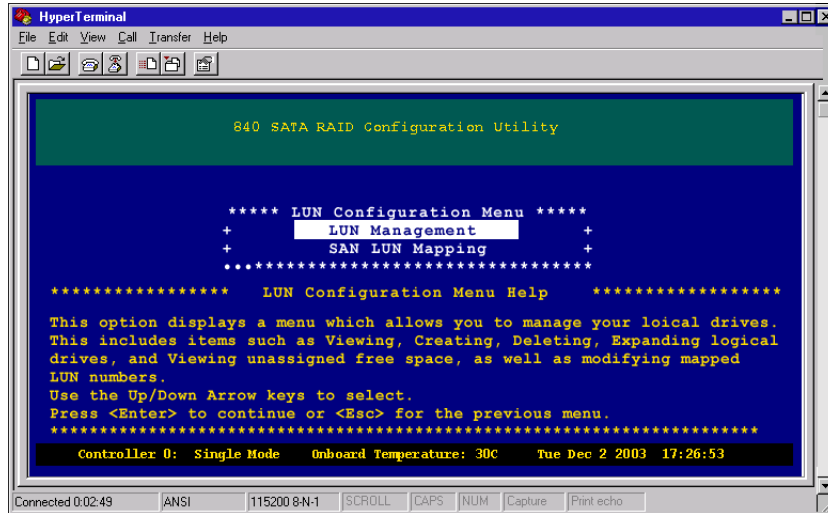 HyperTerminal
File Edit View Call Transfer Help
840 SATA RAID Configuration Utility
***** LUN Configuration Menu *****
+ LUN Management +
+ SAN LUN Mapping +
•••**********************************
****************** LUN Configuration Menu Help *******************
This option displays a menu which allows you to manage your loical drives.
This includes items such as Viewing, Creating, Deleting, Expanding logical
drives, and Viewing unassigned free space, as well as modifying mapped
LUN numbers.
Use the Up/Down Arrow keys to select.
Press <Enter> to continue or <Esc> for the previous menu.
************************************************************************
Controller 0: Single Mode Onboard Temperature: 30C Tue Dec 2 2003 17:26:53
Connected 0:02:49 ANSI 115200 8-N-1 SCROLL CAPS NUM Capture Print echo